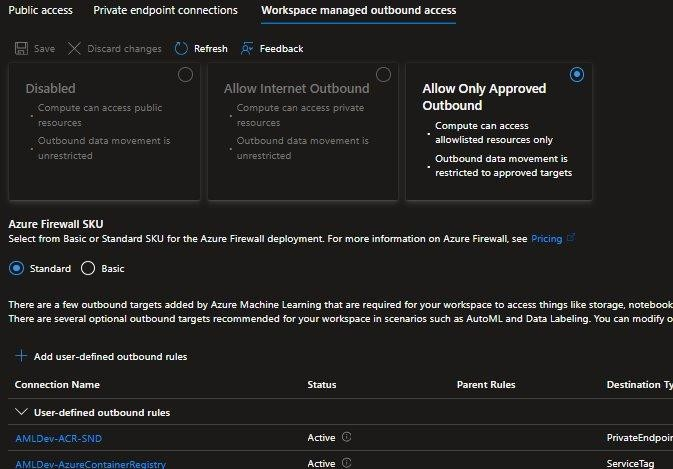 Public access Private endpoint connections Workspace managed outbound access
Save Discard changes Refresh Feedback
Disabled
Compute can access public
resources
Outbound data movement is
unrestricted
Allow Internet Outbound
Compute can access private
resources
Outbound data movement is
unrestricted
Allow Only Approved
Outbound
Compute can access
allowlisted resources only
Outbound data movement is
restricted to approved targets
Azure Firewall SKU
Select from Basic or Standard SKU for the Azure Firewall deployment. For more information on Azure Firewall, see Pricing
Standard Basic
There are a few outbound targets added by Azure Machine Learning that are required for your workspace to access things like storage, notebook
There are several optional outbound targets recommended for your workspace in scenarios such as AutoML and Data Labeling. You can modify o
Add user-defined outbound rules
Connection Name Status Parent Rules Destination Ty
User-defined outbound rules
AMLDev-ACR-SND Active PrivateEndpoin
AMLDev-AzureContainerRegistry Active ServiceTag